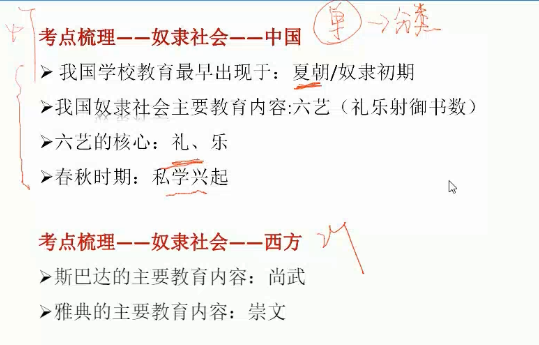 考点梳理——奴隶社会——中国 单→分类
➤我国学校教育最早出现于：夏朝/奴隶初期
➤我国奴隶社会主要教育内容:六艺（礼乐射御书数）
➤六艺的核心：礼、乐
➤春秋时期：私学兴起
考点梳理——奴隶社会——西方
➤斯巴达的主要教育内容：尚武
➤雅典的主要教育内容：崇文